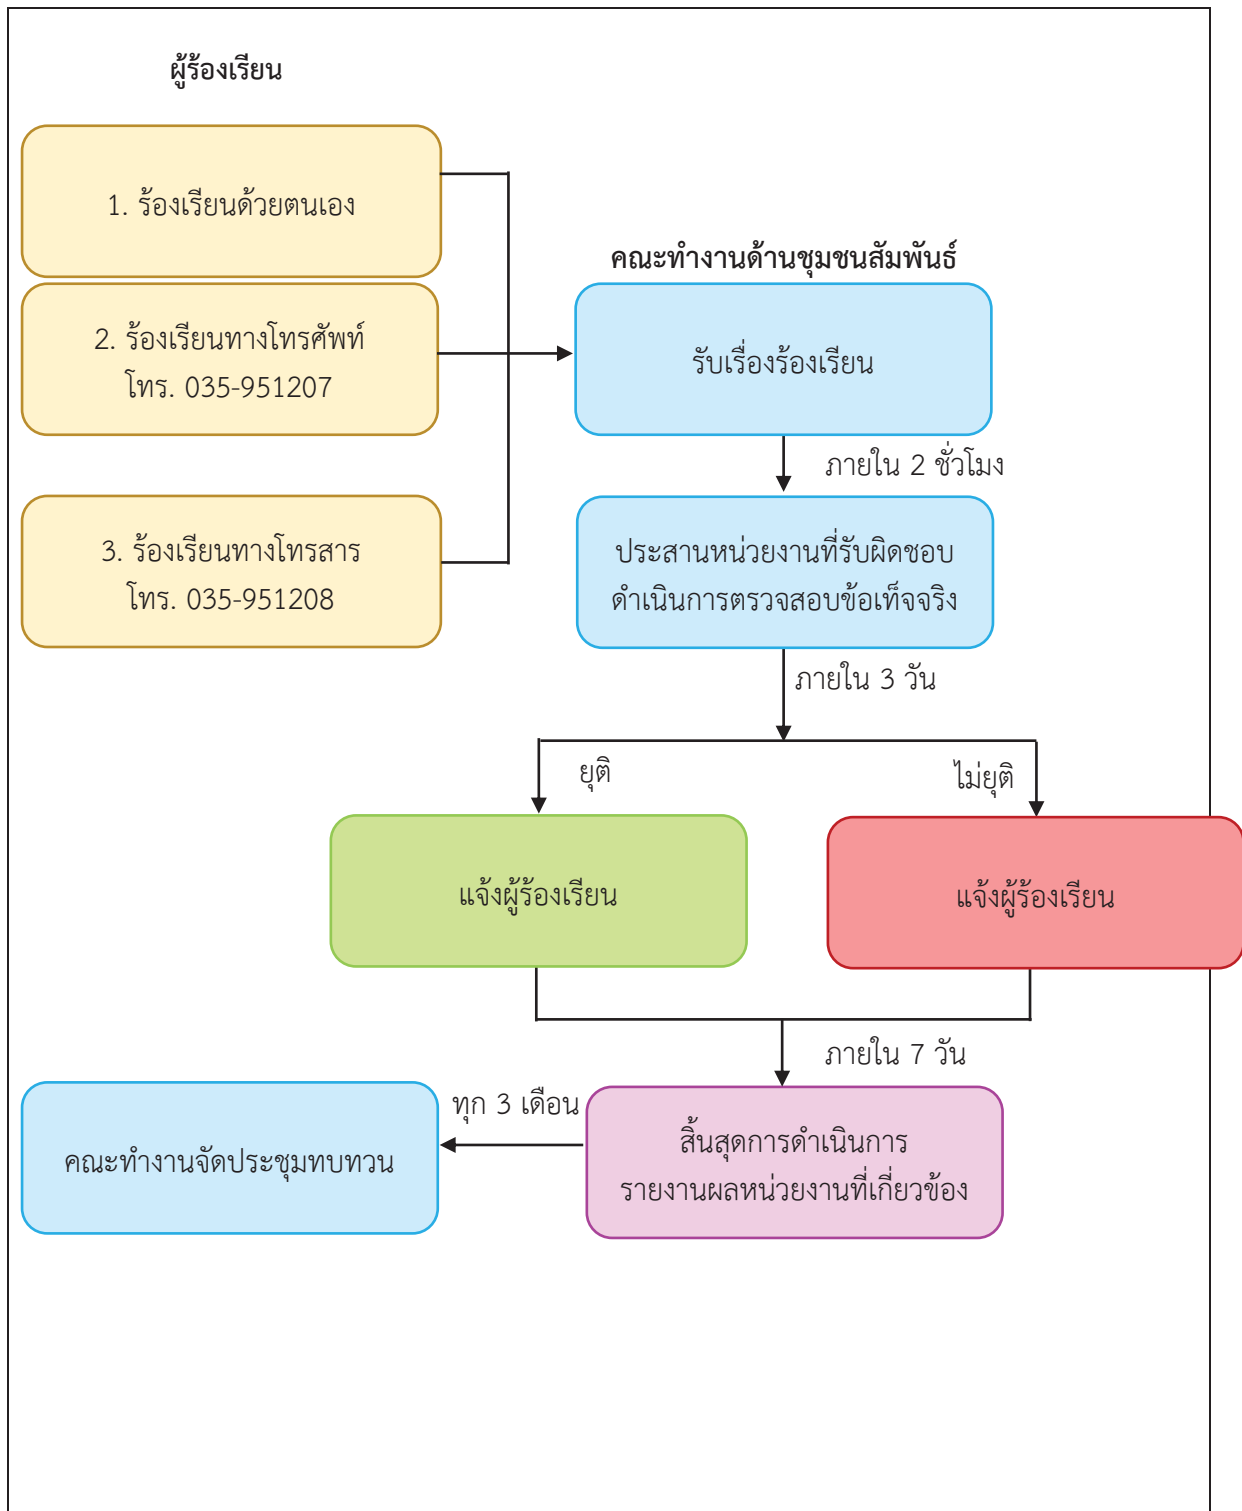 ผู้ร้องเรียน
1. ร้องเรียนด้วยตนเอง
คณะทำงานด้านชุมชนสัมพันธ์
2. ร้องเรียนทางโทรศัพท์
โทร. 035-951207
รับเรื่องร้องเรียน
ภายใน 2 ชั่วโมง
3. ร้องเรียนทางโทรสาร
โทร. 035-951208
ประสานหน่วยงานที่รับผิดชอบ
ดำเนินการตรวจสอบข้อเท็จจริง
ภายใน 3 วัน
ยุติ
ไม่ยุติ
แจ้งผู้ร้องเรียน
แจ้งผู้ร้องเรียน
ภายใน 7 วัน
สิ้นสุดการดำเนินการ
รายงานผลหน่วยงานที่เกี่ยวข้อง
ทุก 3 เดือน
คณะทำงานจัดประชุมทบทวน